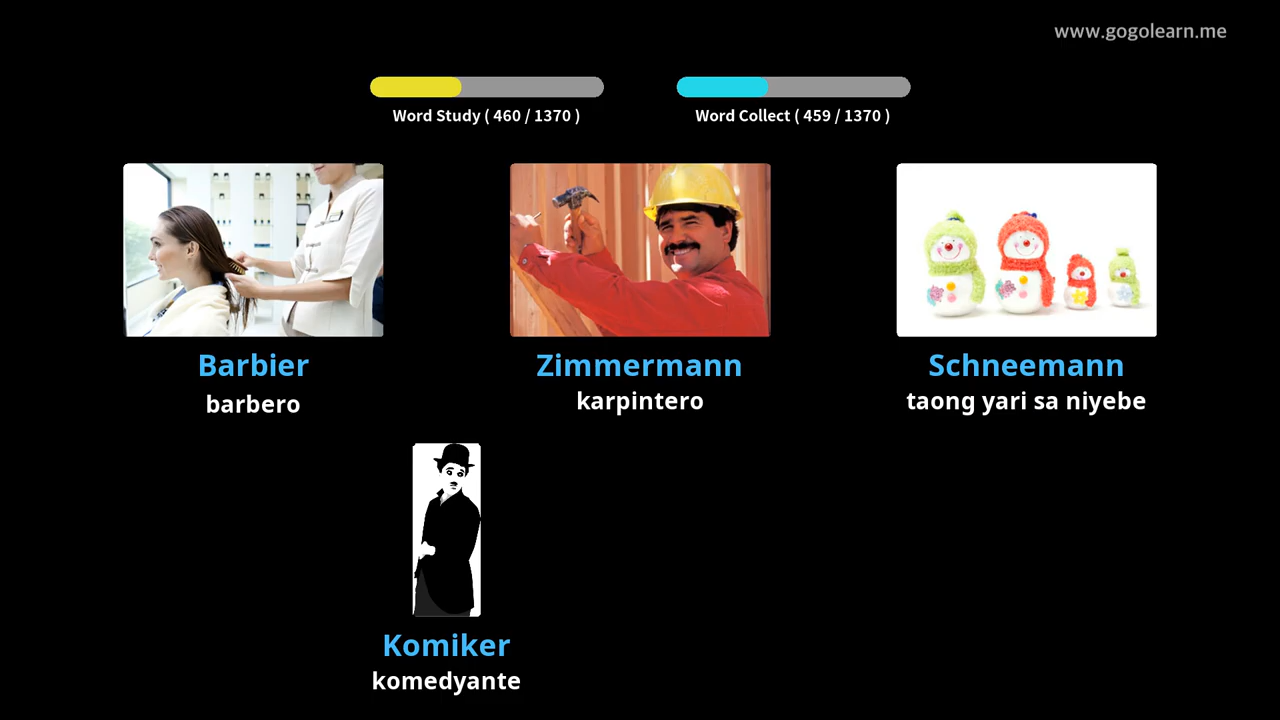 www.gogolearn.me
Word Study ( 460 / 1370 )
Word Collect ( 459 / 1370 )
Barbier
barbero
Zimmermann
karpintero
Schneemann
taong yari sa niyebe
Komiker
komedyante